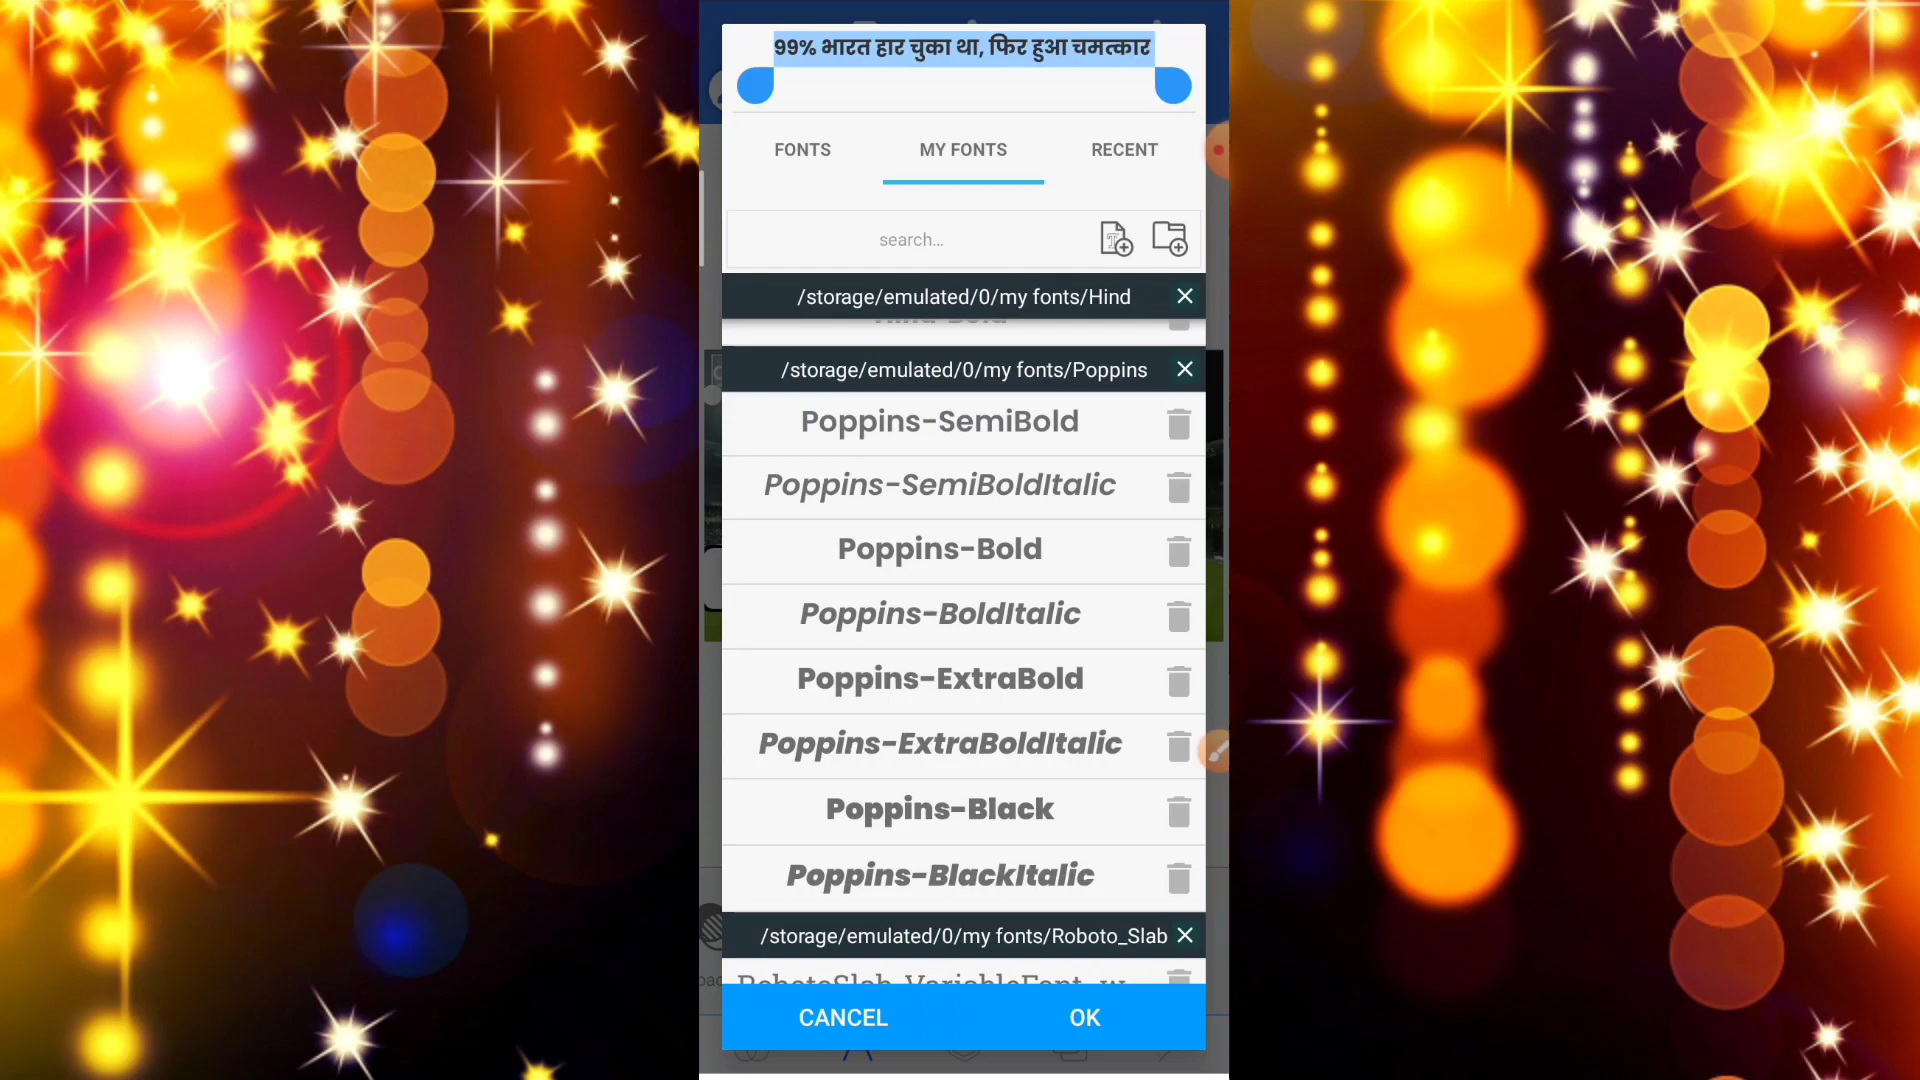 99% भारत हार चुका था, फिर हुआ चमत्कार
FONTS
MY FONTS
RECENT
search...
/storage/emulated/0/my fonts/Hind
/storage/emulated/0/my fonts/Poppins
Poppins-SemiBold
Poppins-SemiBoldItalic
Poppins-Bold
Poppins-BoldItalic
Poppins-ExtraBold
Poppins-ExtraBoldItalic
Poppins-Black
Poppins-BlackItalic
/storage/emulated/0/my fonts/Roboto_Slab
CANCEL
OK